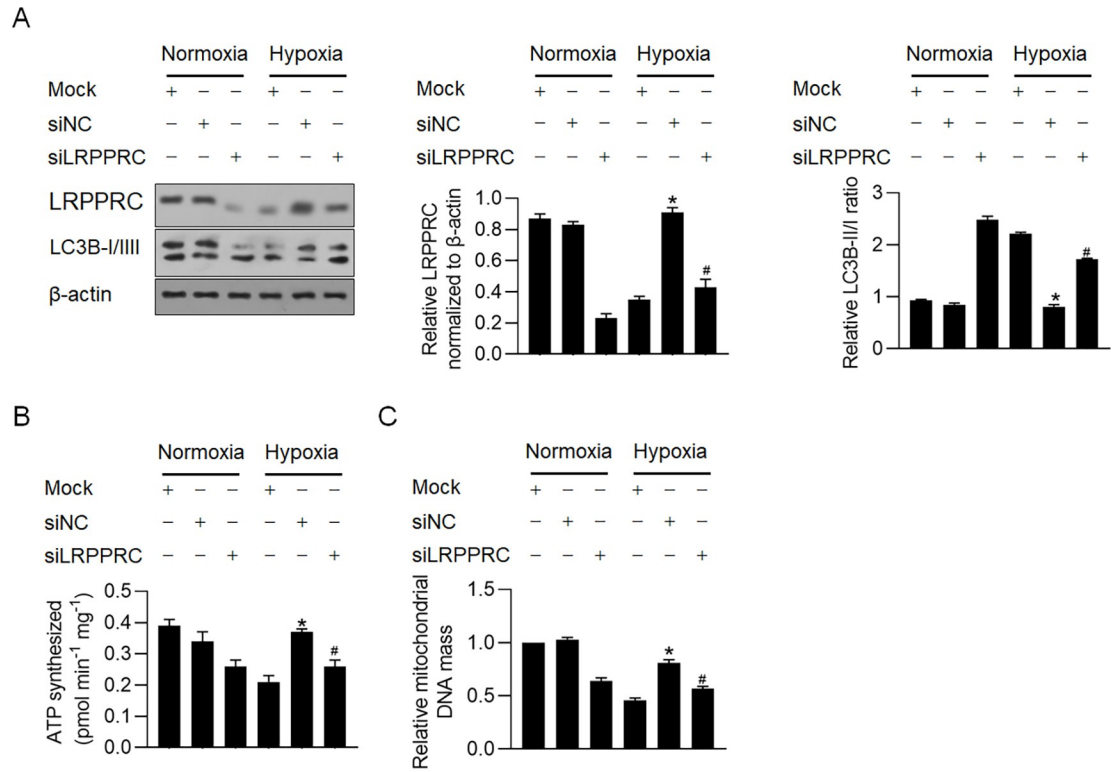 A
Normoxia Hypoxia
Mock + – – + – –
siNC – + – – + –
siLRPPRC – – + – – +
LRPPRC
LC3B-I/IIII
β-actin
Normoxia Hypoxia
Mock + – – + – –
siNC – + – – + –
siLRPPRC – – + – – +
Relative LRPPRC
normalized to β-actin
1.0
0.8
0.6
0.4
0.2
0.0
*
#
Normoxia Hypoxia
Mock + – – + – –
siNC – + – – + –
siLRPPRC – – + – – +
Relative LC3B-II/I ratio
3
2
1
0
*
#
B
Normoxia Hypoxia
Mock + – – + – –
siNC – + – – + –
siLRPPRC – – + – – +
ATP synthesized
(pmol min⁻¹ mg⁻¹)
0.5
0.4
0.3
0.2
0.1
0.0
*
#
C
Normoxia Hypoxia
Mock + – – + – –
siNC – + – – + –
siLRPPRC – – + – – +
Relative mitochondrial
DNA mass
1.5
1.0
0.5
0.0
*
#